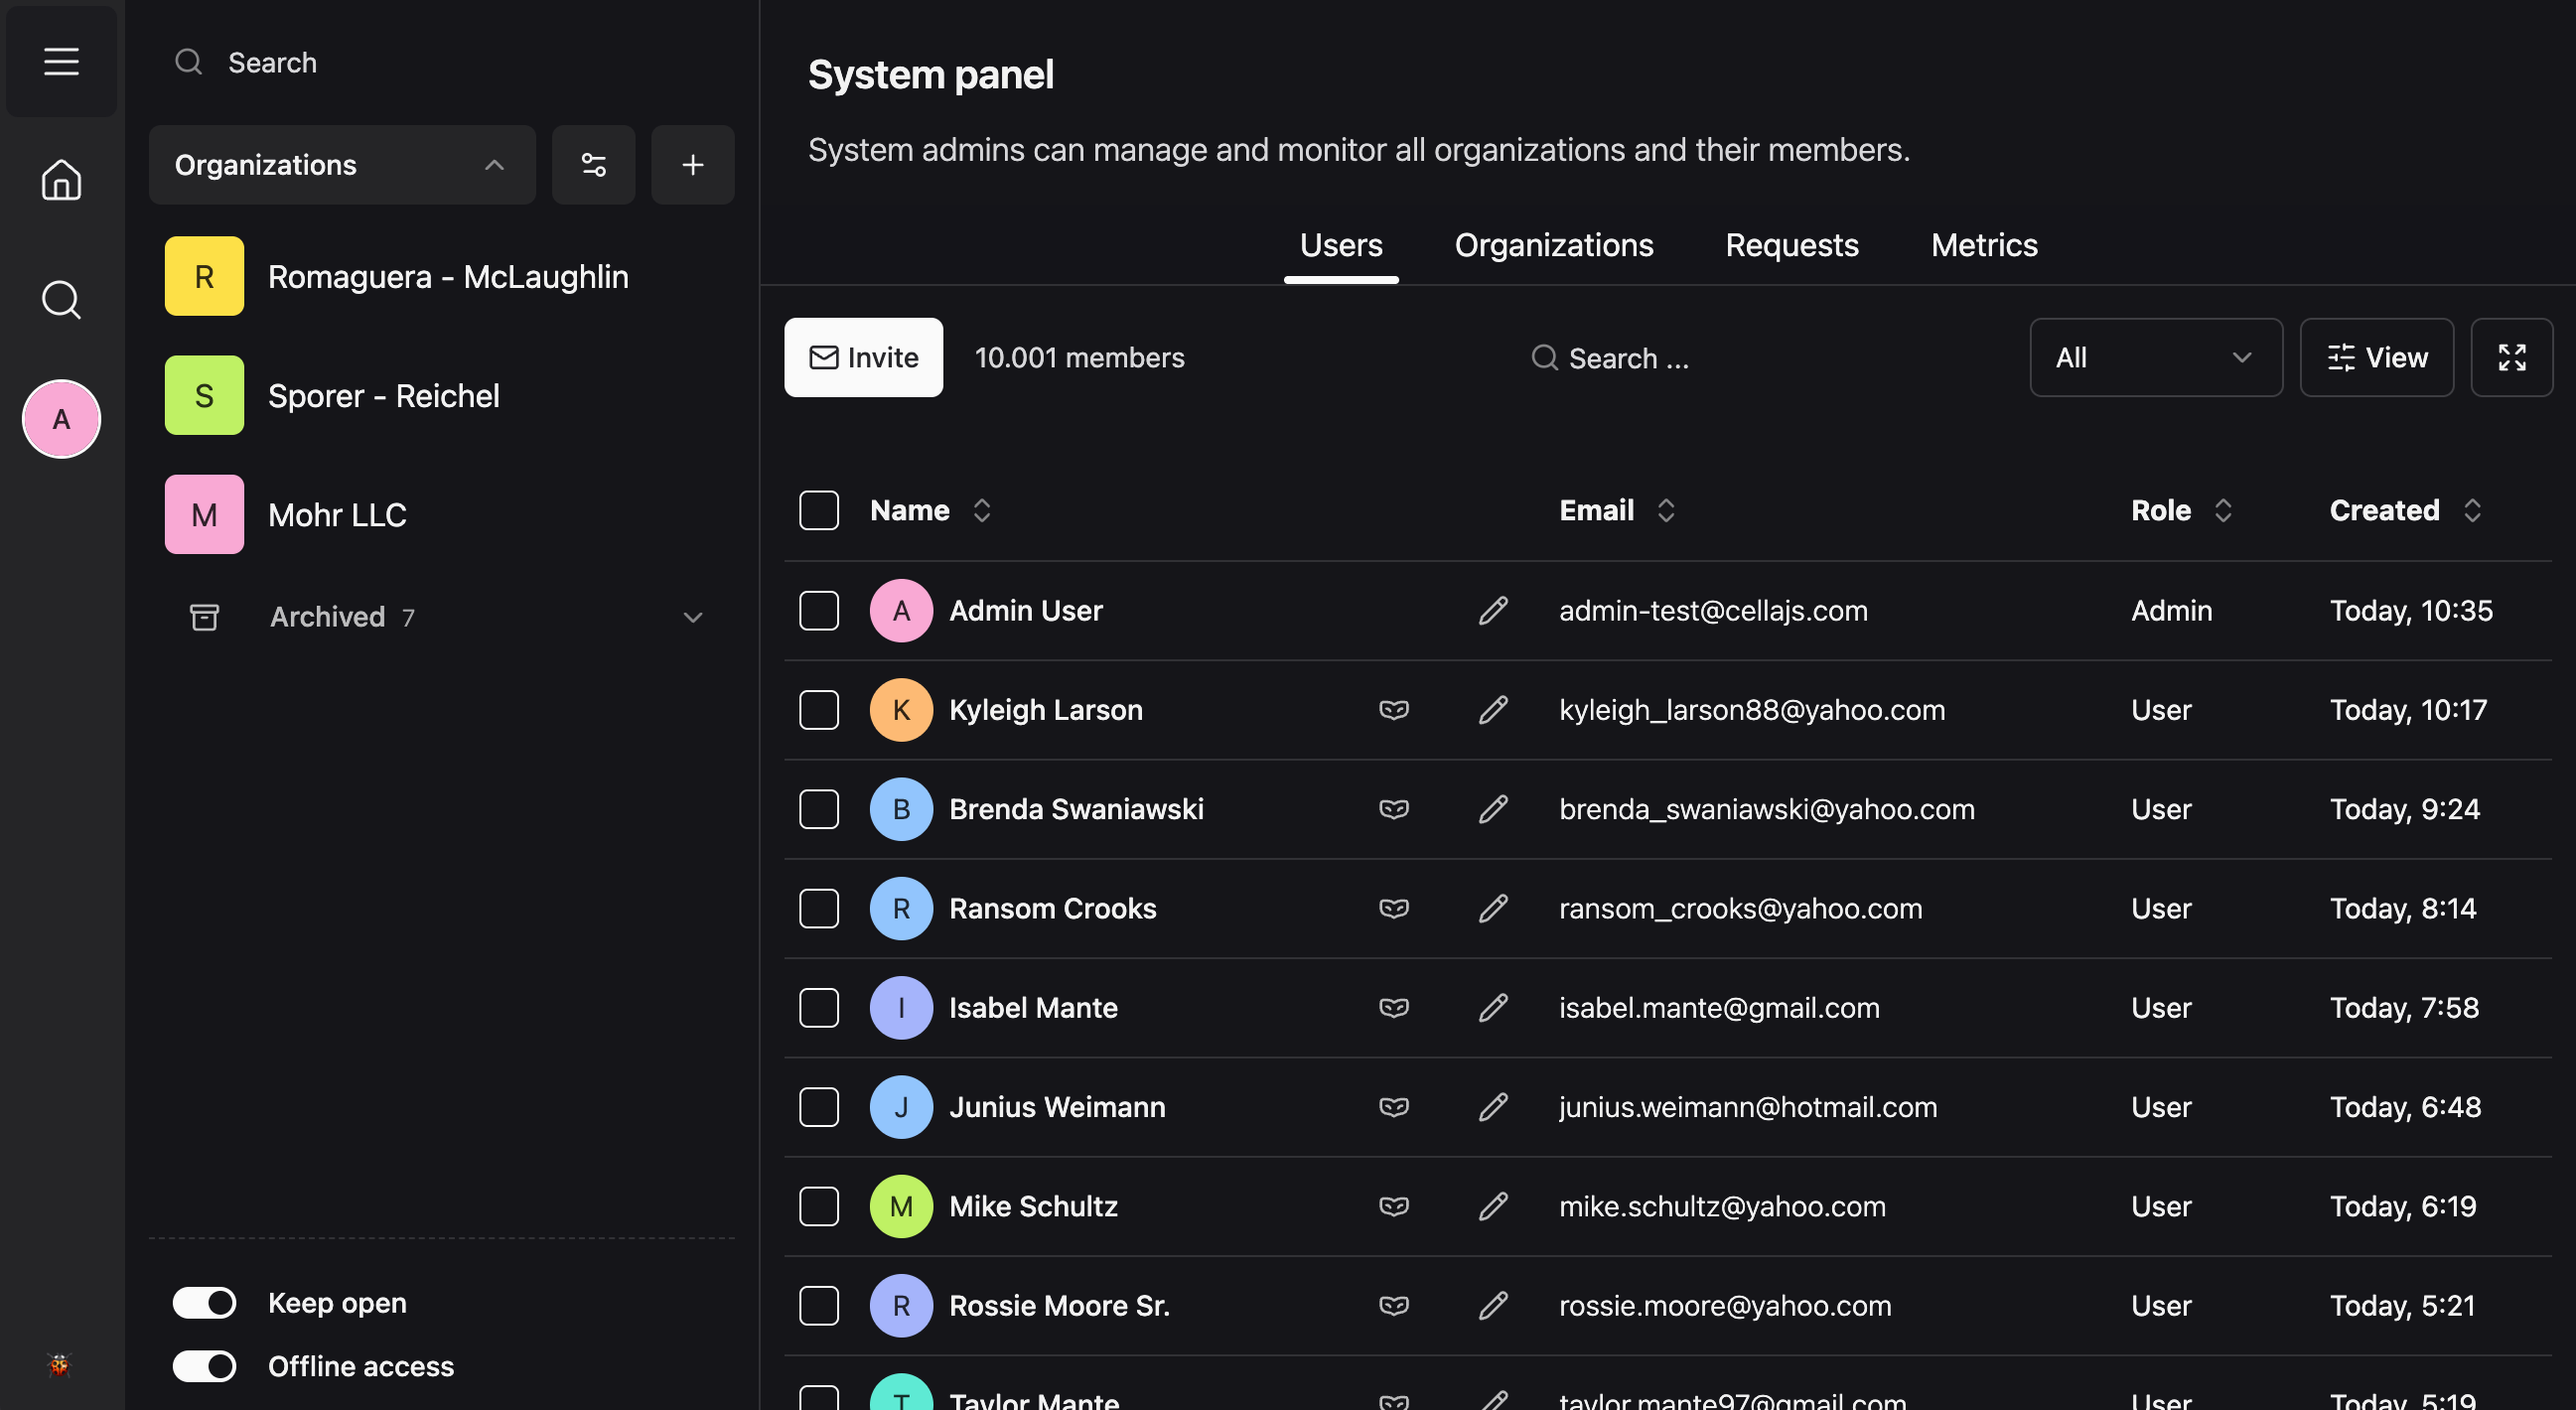 Search
Organizations
R Romaguera - McLaughlin
S Sporer - Reichel
M Mohr LLC
Archived 7
Keep open
Offline access
A
System panel
System admins can manage and monitor all organizations and their members.
Users Organizations Requests Metrics
Invite 10.001 members Search ... All View
Name Email Role Created
A Admin User admin-test@cellajs.com Admin Today, 10:35
K Kyleigh Larson kyleigh_larson88@yahoo.com User Today, 10:17
B Brenda Swaniawski brenda_swaniawski@yahoo.com User Today, 9:24
R Ransom Crooks ransom_crooks@yahoo.com User Today, 8:14
I Isabel Mante isabel.mante@gmail.com User Today, 7:58
J Junius Weimann junius.weimann@hotmail.com User Today, 6:48
M Mike Schultz mike.schultz@yahoo.com User Today, 6:19
R Rossie Moore Sr. rossie.moore@yahoo.com User Today, 5:21
T Taylor Mante taylor.mante97@gmail.com User Today, 5:19